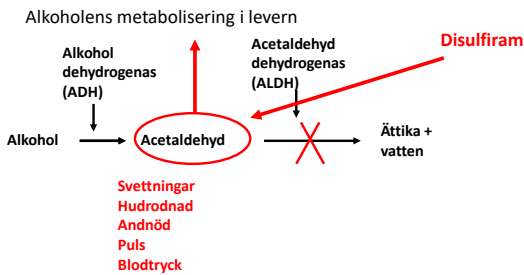 Alkoholens metabolisering i levern
Disulfiram
Alkohol
dehydrogenas
(ADH)
Acetaldehyd
dehydrogenas
(ALDH)
Alkohol
Acetaldehyd
Ättika +
vatten
Svettningar
Hudrodnad
Andnöd
Puls
Blodtryck